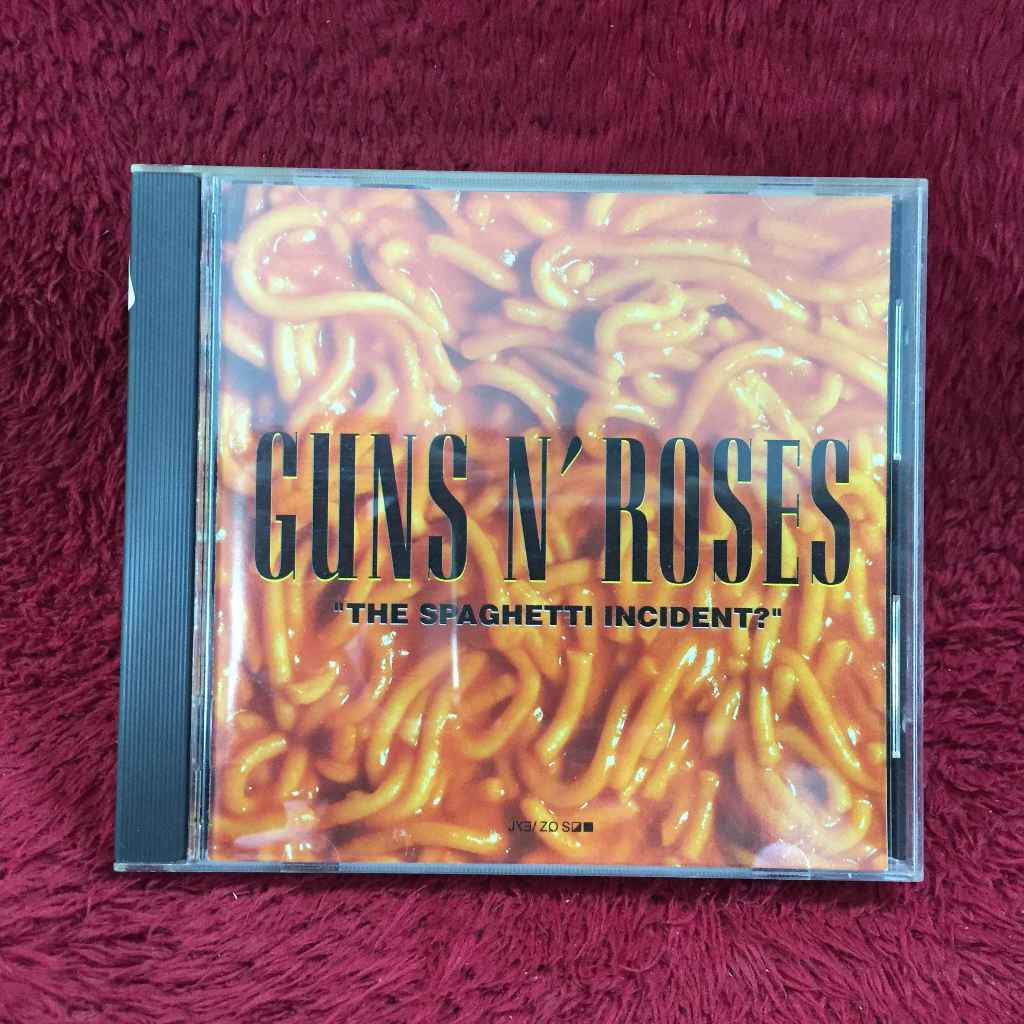 GUNS N' ROSES
"THE SPAGHETTI INCIDENT?"